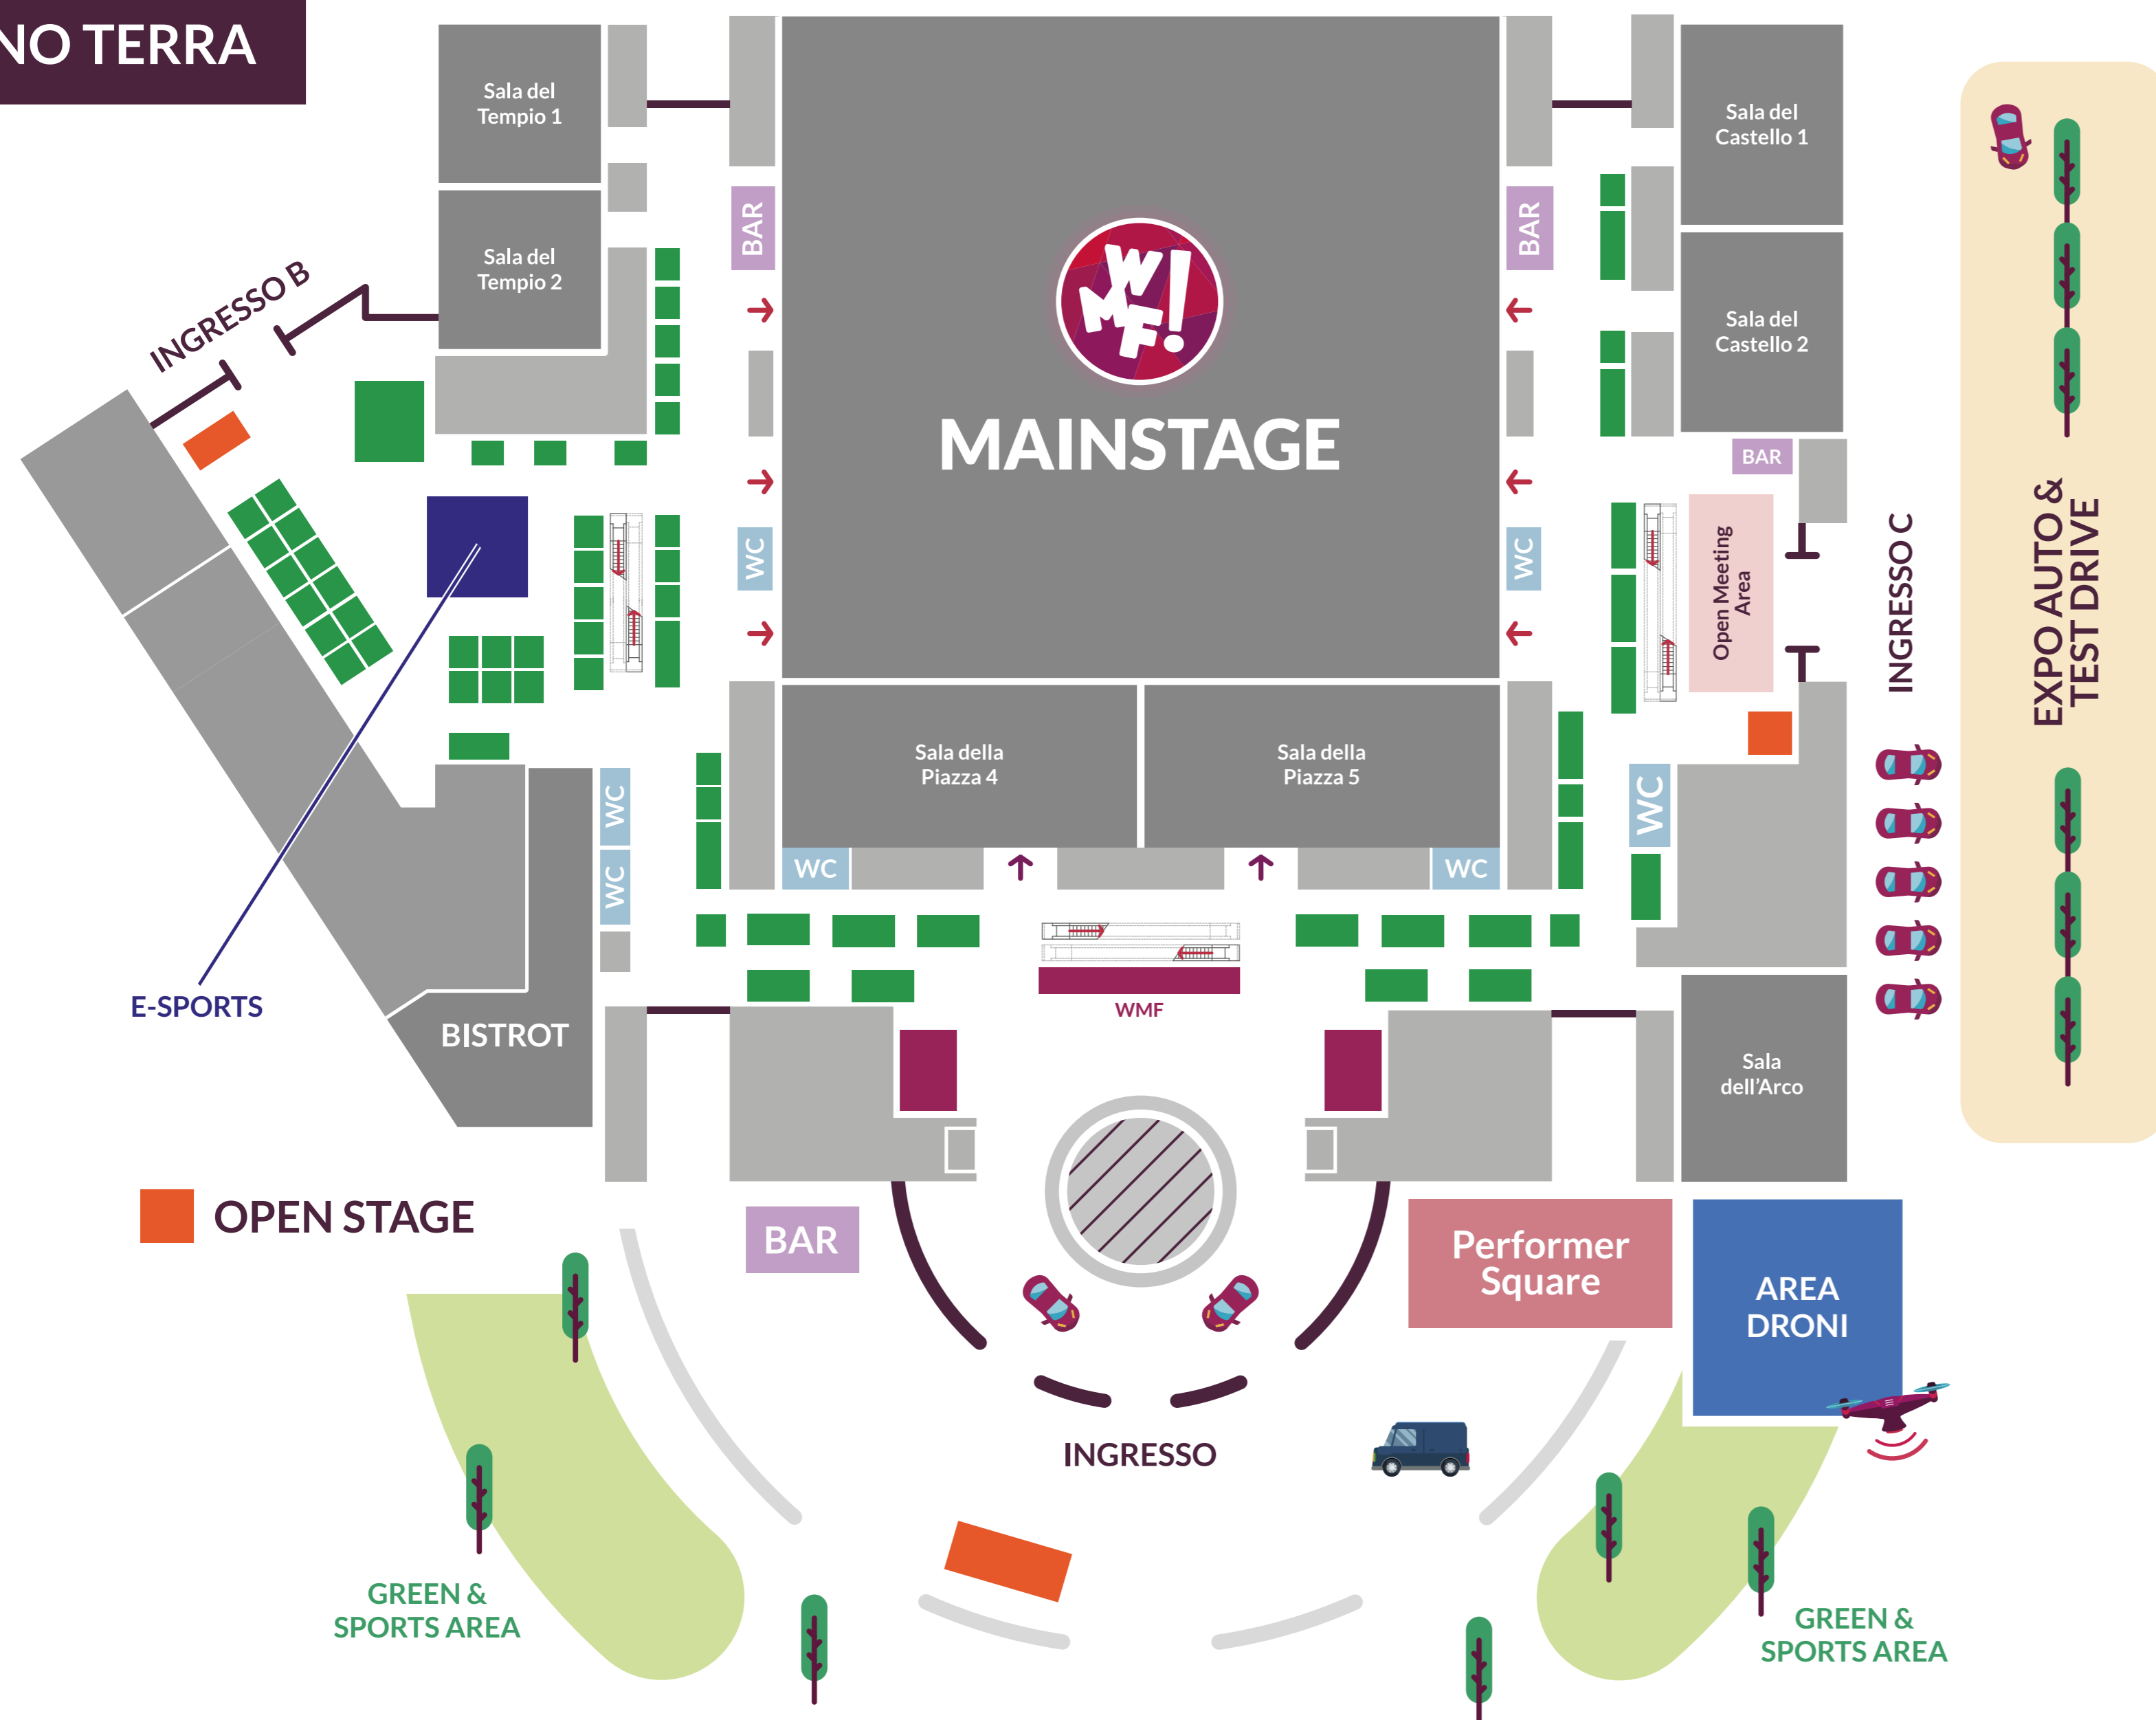 NO TERRA
Sala del
Tempio 1
Sala del
Tempio 2
INGRESSO B
BAR
BAR
WMF!
MAINSTAGE
Sala del
Castello 1
Sala del
Castello 2
BAR
WC
WC
Open Meeting
Area
INGRESSO C
EXPO AUTO &
TEST DRIVE
Sala della
Piazza 4
Sala della
Piazza 5
WC
WC
WC
WC
WC
E-SPORTS
BISTROT
WMF
Sala
dell'Arco
OPEN STAGE
BAR
Performer
Square
AREA
DRONI
INGRESSO
GREEN &
SPORTS AREA
GREEN &
SPORTS AREA